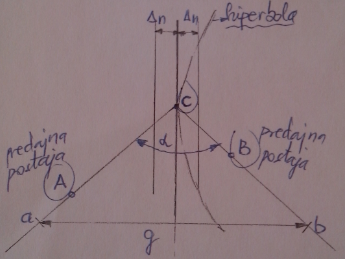 Δn Δn hiperbola
C
predajna
postaja
A
α
B
predajna
postaja
a
b
g